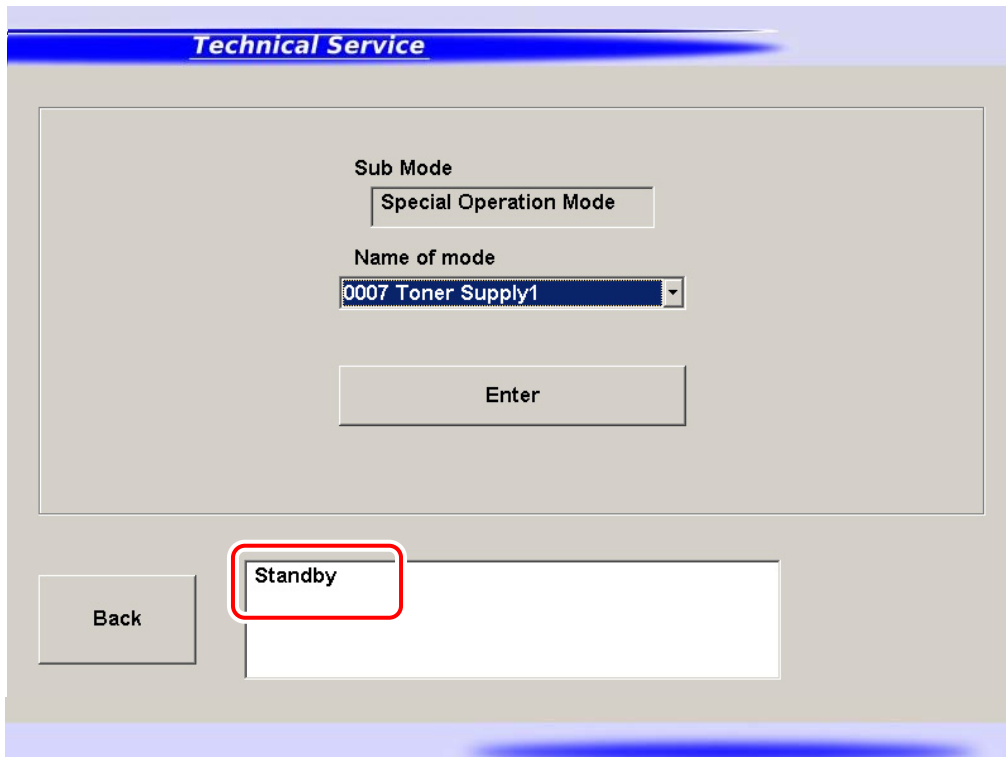 Technical Service
Sub Mode
Special Operation Mode
Name of mode
0007 Toner Supply1
Enter
Standby
Back